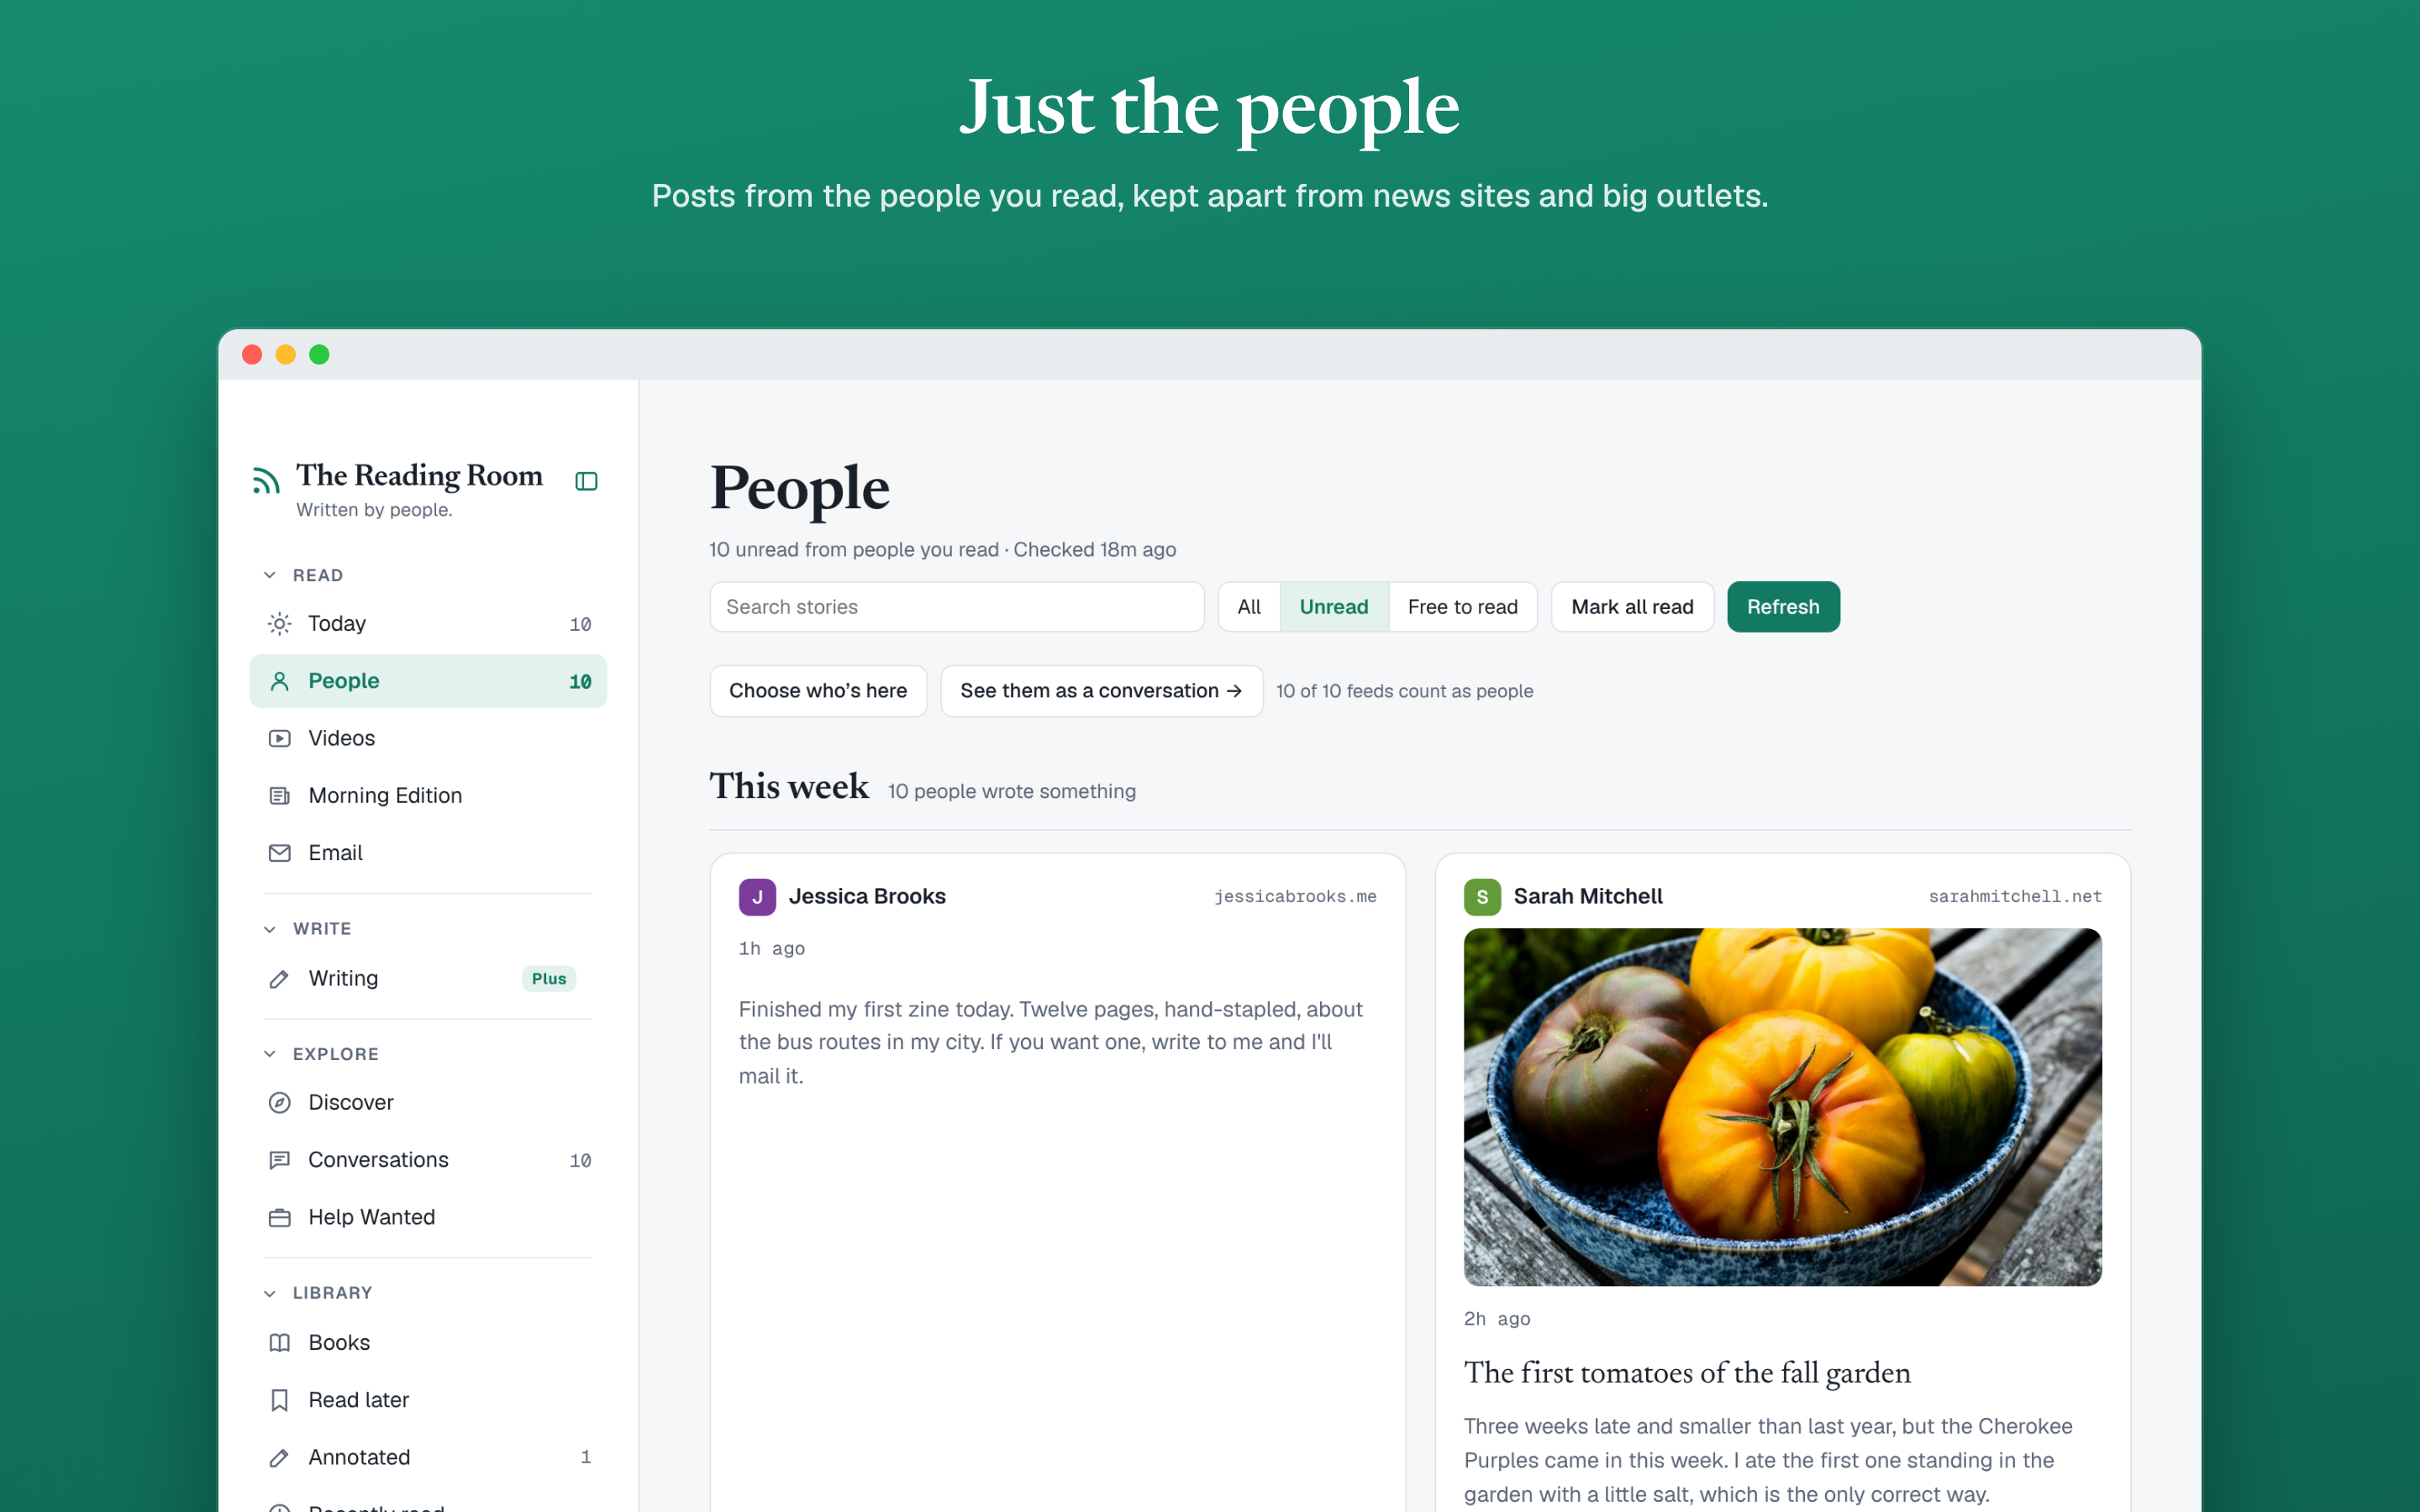 Just the people
Posts from the people you read, kept apart from news sites and big outlets.
The Reading Room
Written by people.
READ
Today 10
People 10
Videos
Morning Edition
Email
WRITE
Writing Plus
EXPLORE
Discover
Conversations 10
Help Wanted
LIBRARY
Books
Read later
Annotated 1
People
10 unread from people you read · Checked 18m ago
Search stories
All Unread Free to read Mark all read Refresh
Choose who’s here See them as a conversation → 10 of 10 feeds count as people
This week 10 people wrote something
J Jessica Brooks jessicabrooks.me
1h ago
Finished my first zine today. Twelve pages, hand-stapled, about
the bus routes in my city. If you want one, write to me and I'll
mail it.
S Sarah Mitchell sarahmitchell.net
2h ago
The first tomatoes of the fall garden
Three weeks late and smaller than last year, but the Cherokee
Purples came in this week. I ate the first one standing in the
garden with a little salt, which is the only correct way.